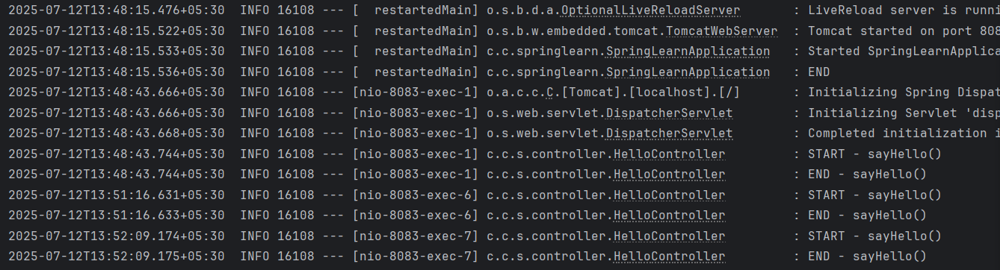 2025-07-12T13:48:15.476+05:30  INFO 16108 --- [  restartedMain] o.s.b.d.a.OptionalLiveReloadServer       : LiveReload server is runni
2025-07-12T13:48:15.522+05:30  INFO 16108 --- [  restartedMain] o.s.b.w.embedded.tomcat.TomcatWebServer  : Tomcat started on port 808
2025-07-12T13:48:15.533+05:30  INFO 16108 --- [  restartedMain] c.c.springlearn.SpringLearnApplication   : Started SpringLearnApplica
2025-07-12T13:48:15.536+05:30  INFO 16108 --- [  restartedMain] c.c.springlearn.SpringLearnApplication   : END
2025-07-12T13:48:43.666+05:30  INFO 16108 --- [nio-8083-exec-1] o.a.c.c.C.[Tomcat].[localhost].[/]       : Initializing Spring Dispat
2025-07-12T13:48:43.666+05:30  INFO 16108 --- [nio-8083-exec-1] o.s.web.servlet.DispatcherServlet        : Initializing Servlet 'disp
2025-07-12T13:48:43.668+05:30  INFO 16108 --- [nio-8083-exec-1] o.s.web.servlet.DispatcherServlet        : Completed initialization i
2025-07-12T13:48:43.744+05:30  INFO 16108 --- [nio-8083-exec-1] c.c.s.controller.HelloController         : START - sayHello()
2025-07-12T13:48:43.744+05:30  INFO 16108 --- [nio-8083-exec-1] c.c.s.controller.HelloController         : END - sayHello()
2025-07-12T13:51:16.631+05:30  INFO 16108 --- [nio-8083-exec-6] c.c.s.controller.HelloController         : START - sayHello()
2025-07-12T13:51:16.633+05:30  INFO 16108 --- [nio-8083-exec-6] c.c.s.controller.HelloController         : END - sayHello()
2025-07-12T13:52:09.174+05:30  INFO 16108 --- [nio-8083-exec-7] c.c.s.controller.HelloController         : START - sayHello()
2025-07-12T13:52:09.175+05:30  INFO 16108 --- [nio-8083-exec-7] c.c.s.controller.HelloController         : END - sayHello()